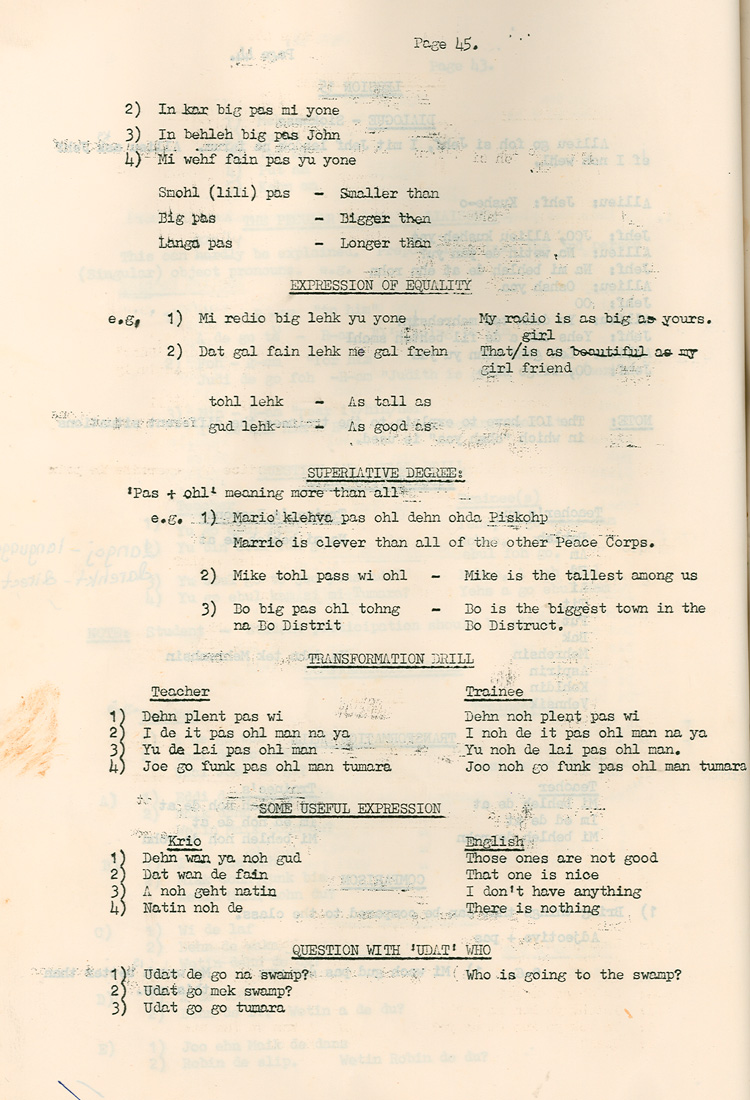 Page 45.
2) In kar big pas mi yone
3) In behleh big pas John
4) Mi wehf fain pas yu yone
Smohl (lili) pas - Smaller than
Big pas - Bigger then
Langa pas - Longer than
EXPRESSION OF EQUALITY
e.g. 1) Mi redio big lehk yu yone My radio is as big as yours.
girl
2) Dat gal fain lehk me gal frehn That/is as beautiful as my
girl friend
tohl lehk - As tall as
gud lehk - As good as
SUPERIATIVE DEGREE:
'Pas + ohl' meaning more than all
e.g. 1) Mario klehva pas ohl dehn ohda Piskohp
Marrio is clever than all of the other Peace Corps.
2) Mike tohl pass wi ohl - Mike is the tallest among us
3) Bo big pas ohl tohng - Bo is the biggest town in the
na Bo Distrit Bo Distruct.
TRANSFORMATION DRILL
Teacher Trainee
1) Dehn plent pas wi Dehn noh plent pas wi
2) I de it pas ohl man na ya I noh de it pas ohl man na ya
3) Yu de lai pas ohl man Yu noh de lai pas ohl man.
4) Joe go funk pas ohl man tumara Joo noh go funk pas ohl man tumara
SOME USEFUL EXPRESSION
Krio English
1) Dehn wan ya noh gud Those ones are not good
2) Dat wan de fain That one is nice
3) A noh geht natin I don't have anything
4) Natin noh de There is nothing
QUESTION WITH 'UDAT' WHO
1) Udat de go na swamp? Who is going to the swamp?
2) Udat go mek swamp?
3) Udat go go tumara